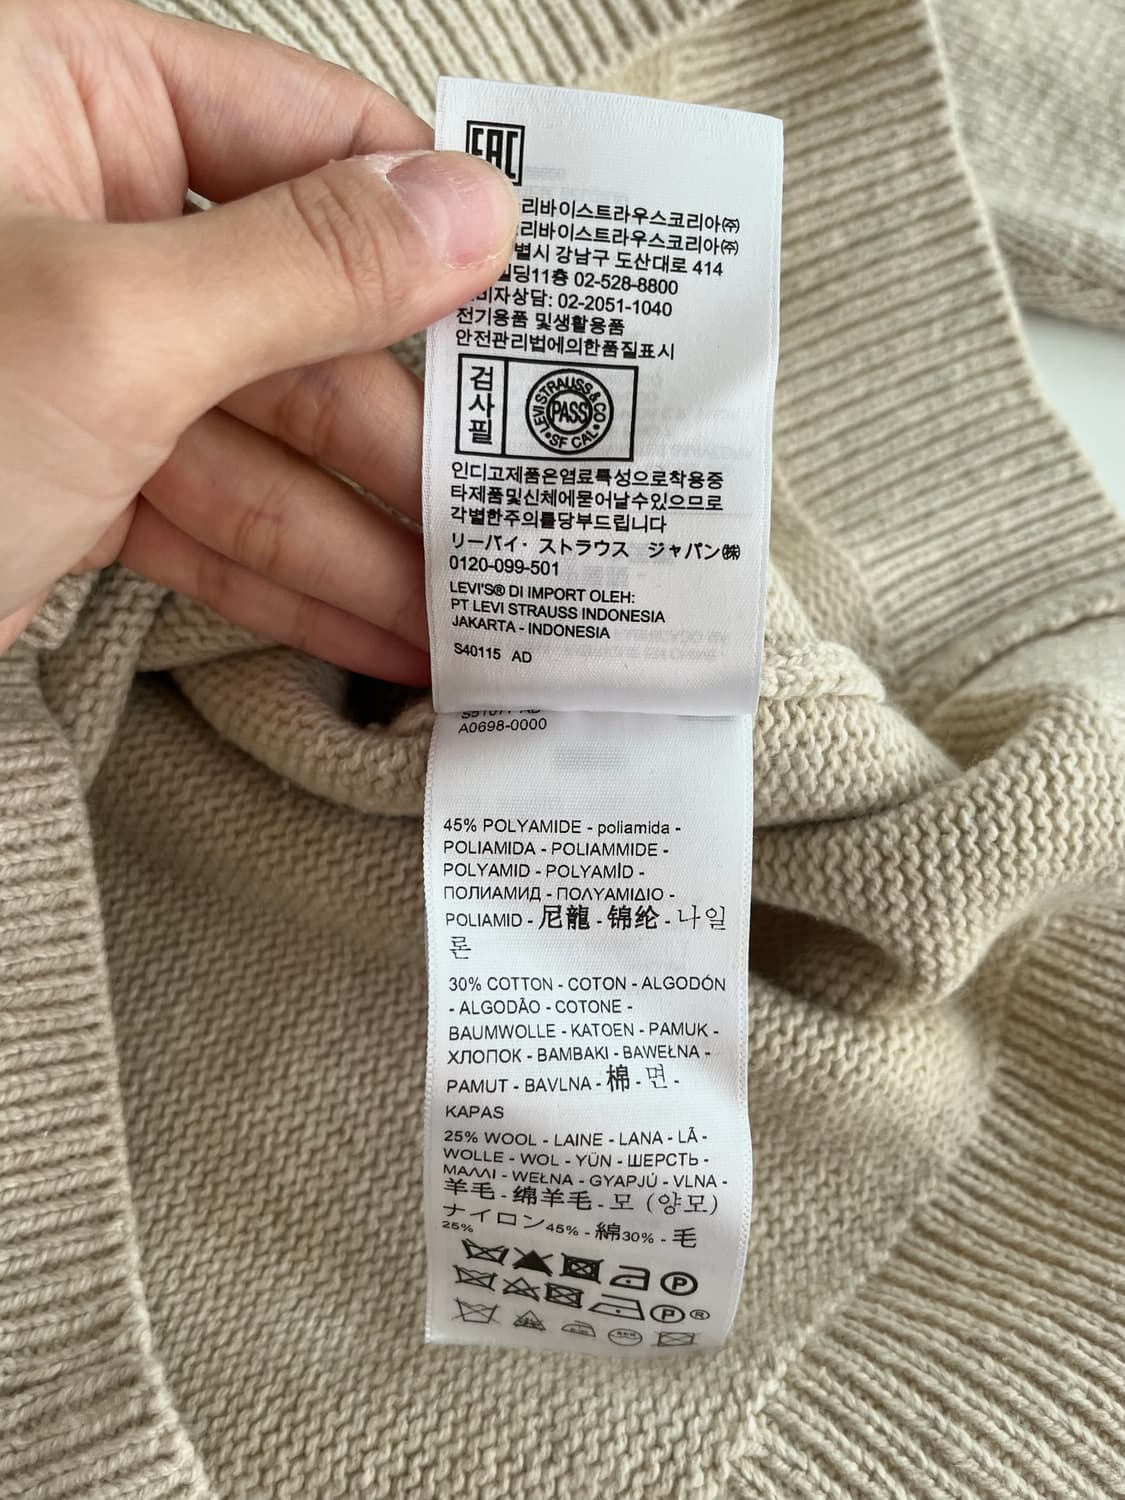 EAC
리바이스트라우스코리아㈜
리바이스트라우스코리아㈜
별시 강남구 도산대로 414
빌딩11층 02-528-8800
비자상담: 02-2051-1040
전기용품 및생활용품
안전관리법에의한품질표시
검사필
LEVI STRAUSS & CO
PASS
SF CAL
인디고제품은염료특성으로착용중
타제품및신체에묻어날수있으므로
각별한주의를당부드립니다
リーバイ・ストラウス ジャパン㈱
0120-099-501
LEVI'S® DI IMPORT OLEH:
PT LEVI STRAUSS INDONESIA
JAKARTA - INDONESIA
S40115 AD
A0698-0000
45% POLYAMIDE - poliamida -
POLIAMIDA - POLIAMMIDE -
POLYAMID - POLYAMİD -
ПОЛИАМИД - ΠΟΛΥΑΜΙΔΙΟ -
POLIAMID - 尼龍 - 锦纶 - 나일
론
30% COTTON - COTON - ALGODÓN
- ALGODÃO - COTONE -
BAUMWOLLE - KATOEN - PAMUK -
ХЛОПОК - BAMBAKI - BAWEŁNA -
PAMUT - BAVLNA - 棉 - 면 -
KAPAS
25% WOOL - LAINE - LANA - LÃ -
WOLLE - WOL - YÜN - ШЕРСТЬ -
ΜΑΛΛΙ - WEŁNA - GYAPJÚ - VLNA -
羊毛 - 绵羊毛 - 모 (양모)
ナイロン45% - 綿30% - 毛
25%
P
P ®